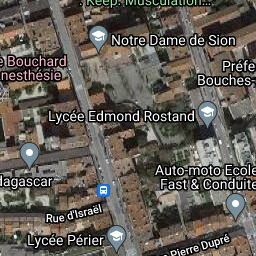 Keep. Musculation...
Notre Dame de Sion
e Bouchard
nesthésie
Préfe
Bouches-
Lycée Edmond Rostand
dagascar
Auto-moto Ecole
Fast & Conduite
Rue d'Israël
Lycée Périer
Pierre Dupré